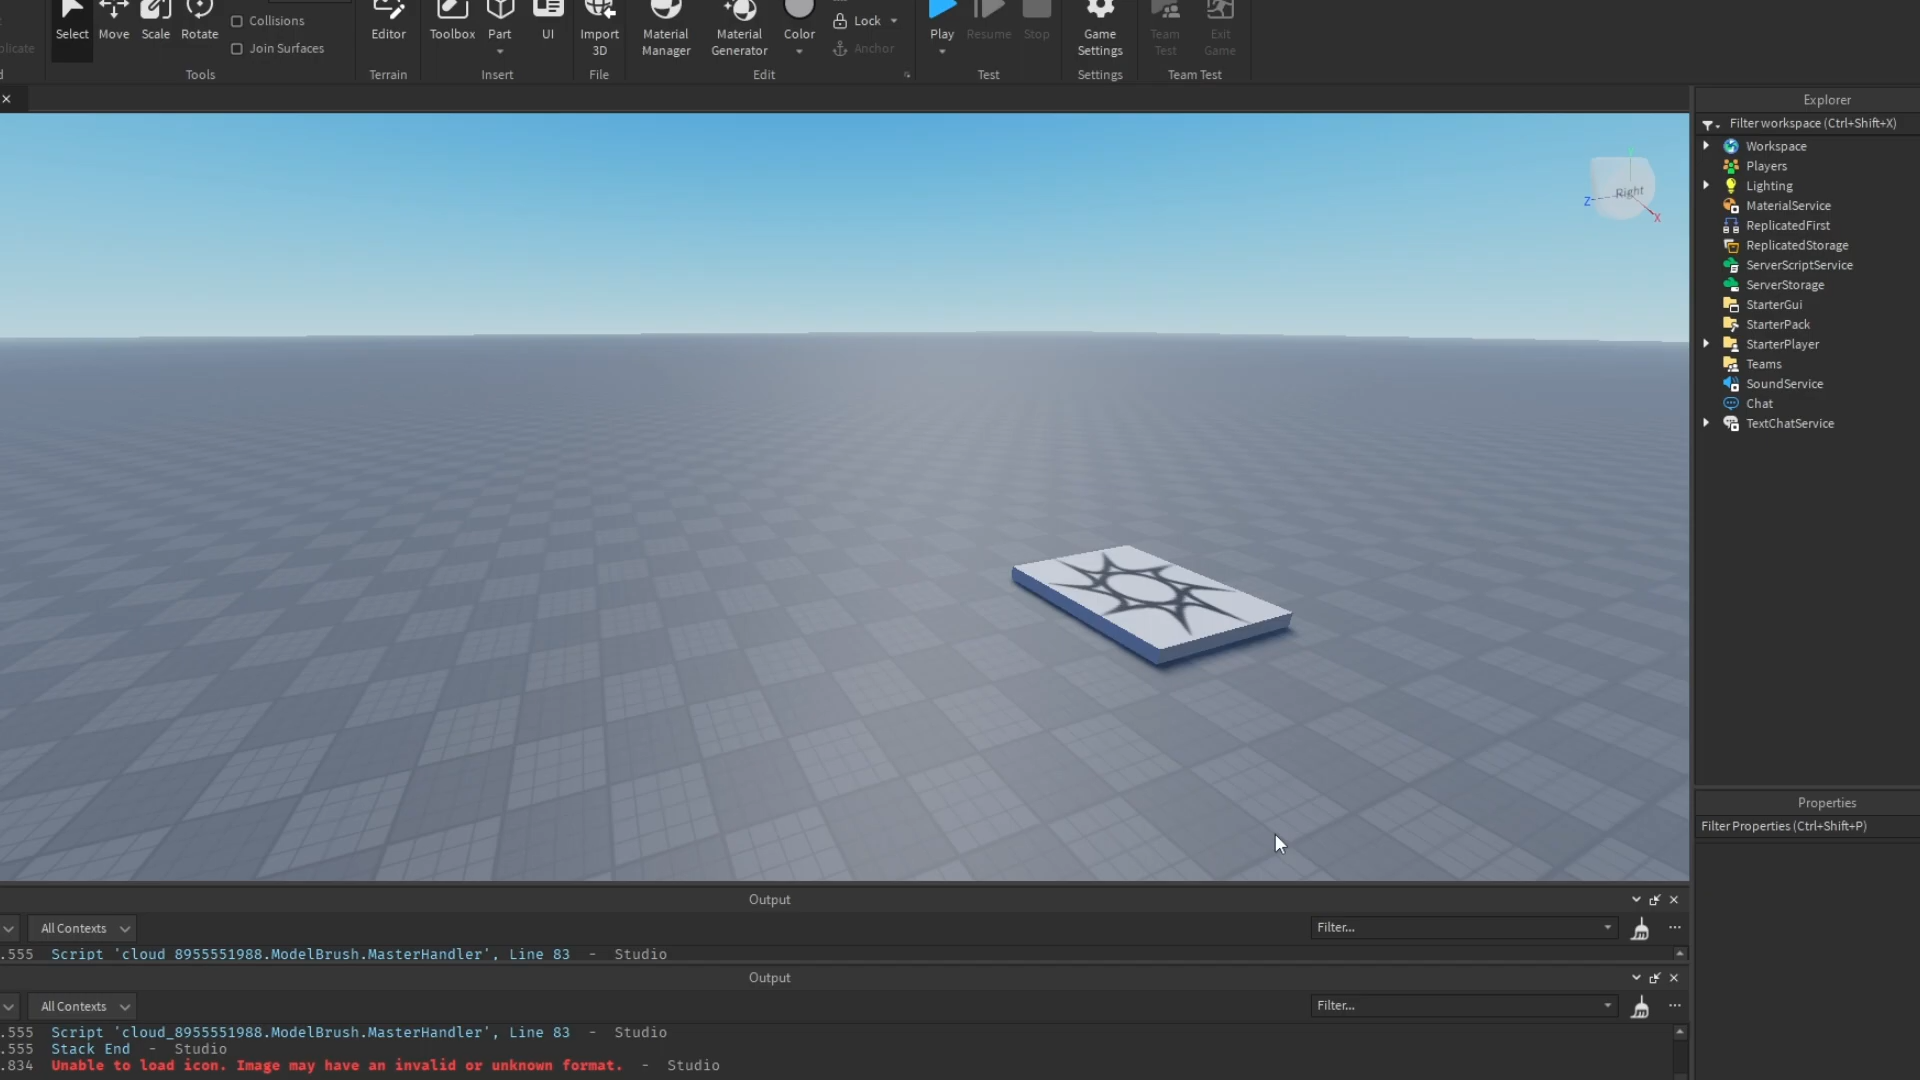 Select Move Scale Rotate
Collisions
Join Surfaces
Tools
Editor
Terrain
Toolbox Part UI
Insert
Import 3D
File
Material Manager
Material Generator
Color
Lock
Anchor
Edit
Play Resume Stop
Test
Game Settings
Settings
Team Test
Exit Game
Team Test
Explorer
Filter workspace (Ctrl+Shift+X)
Workspace
Players
Lighting
MaterialService
ReplicatedFirst
ReplicatedStorage
ServerScriptService
ServerStorage
StarterGui
StarterPack
StarterPlayer
Teams
SoundService
Chat
TextChatService
Right
Z
X
Properties
Filter Properties (Ctrl+Shift+P)
Output
All Contexts
Filter...
.555 Script 'cloud_8955551988.ModelBrush.MasterHandler', Line 83 - Studio
Output
All Contexts
Filter...
.555 Script 'cloud_8955551988.ModelBrush.MasterHandler', Line 83 - Studio
.555 Stack End - Studio
.834 Unable to load icon. Image may have an invalid or unknown format. - Studio